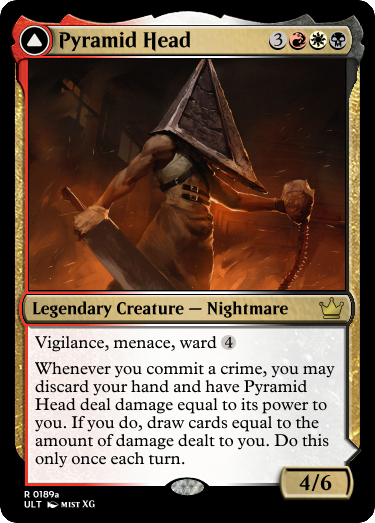 Pyramid Head 3
Legendary Creature — Nightmare
Vigilance, menace, ward 4
Whenever you commit a crime, you may
discard your hand and have Pyramid
Head deal damage equal to its power to
you. If you do, draw cards equal to the
amount of damage dealt to you. Do this
only once each turn.
4/6
R 0189a
ULT MIST XG